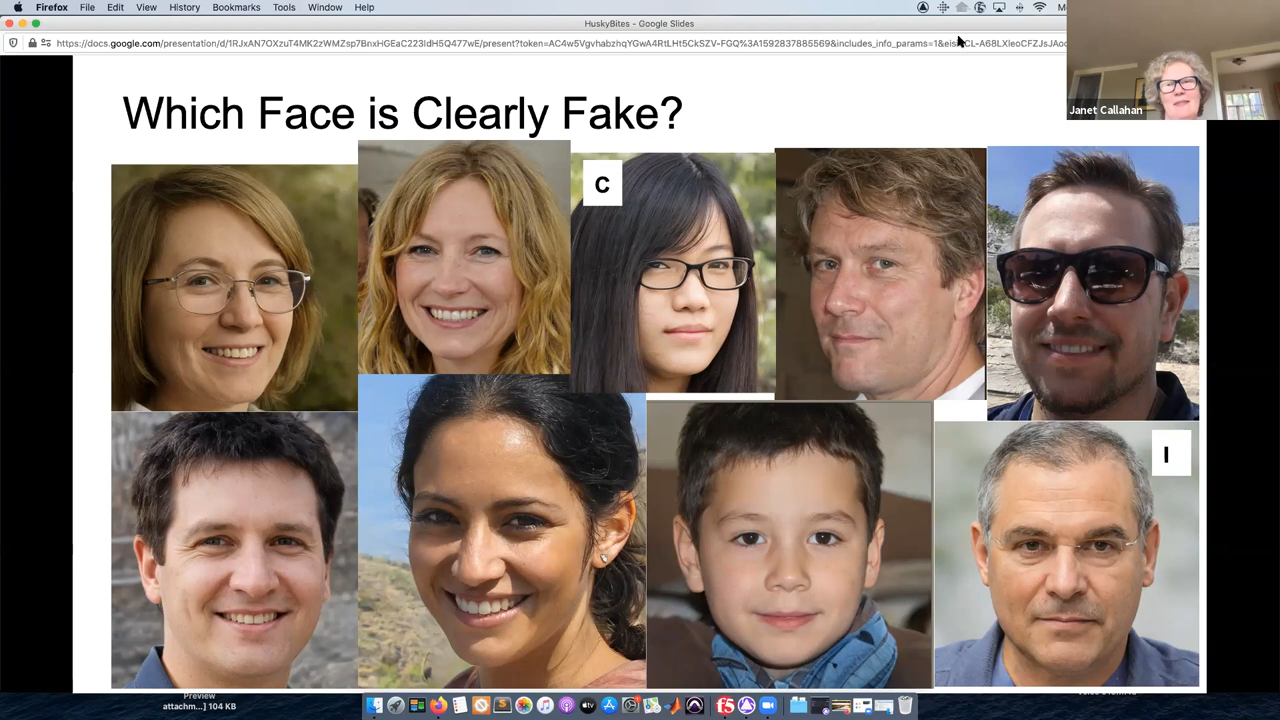 Firefox File Edit View History Bookmarks Tools Window Help
HuskyBites - Google Slides
Janet Callahan
Which Face is Clearly Fake?
C
I
Preview
attachm...] 104 KB